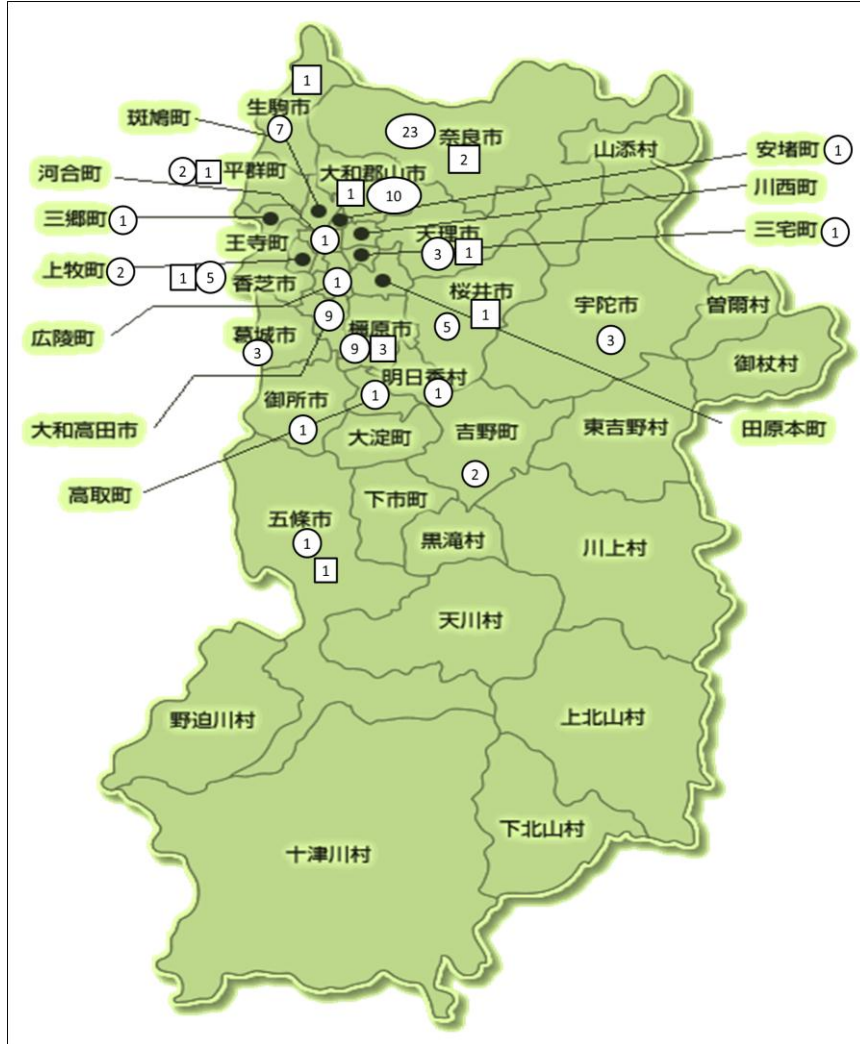 1
生駒市
7
斑鳩町
23
奈良市
2
山添村
安堵町 1
河合町
2 1 平群町
大和郡山市
1 10
川西町
三郷町 1
王寺町
1
天理市
3 1
三宅町 1
上牧町 2
1 5
香芝市
1
桜井市
1
5
宇陀市
3
曽爾村
広陵町
葛城市
3
9
橿原市
9 3
御杖村
明日香村
1
1
大和高田市
御所市
1
大淀町
吉野町
2
東吉野村
田原本町
高取町
五條市
1
1
下市町
黒滝村
川上村
天川村
野迫川村
上北山村
下北山村
十津川村